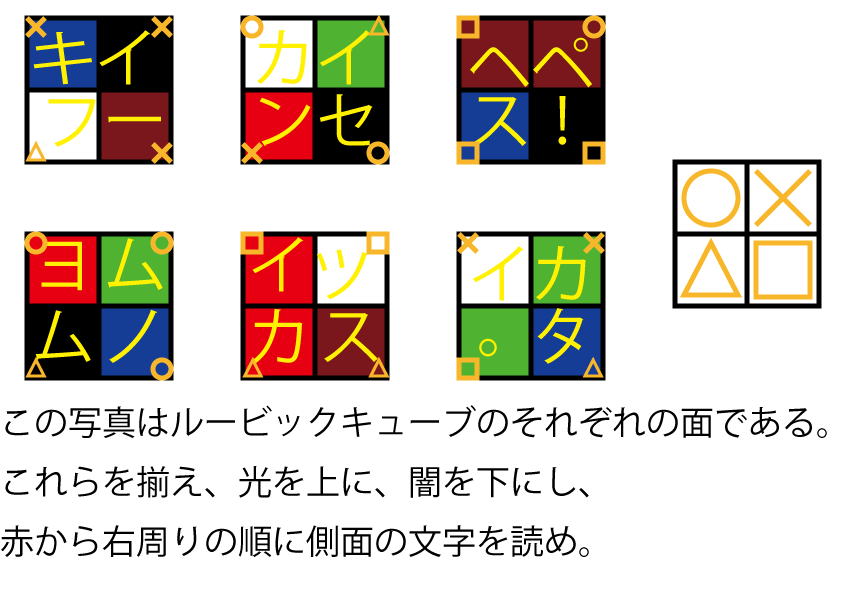 キイ
フー
カイ
ンセ
ヘペ
ス!
ヨム
ムノ
イッ
カス
イカ
。タ
この写真はルービックキューブのそれぞれの面である。
これらを揃え、光を上に、闇を下にし、
赤から右周りの順に側面の文字を読め。